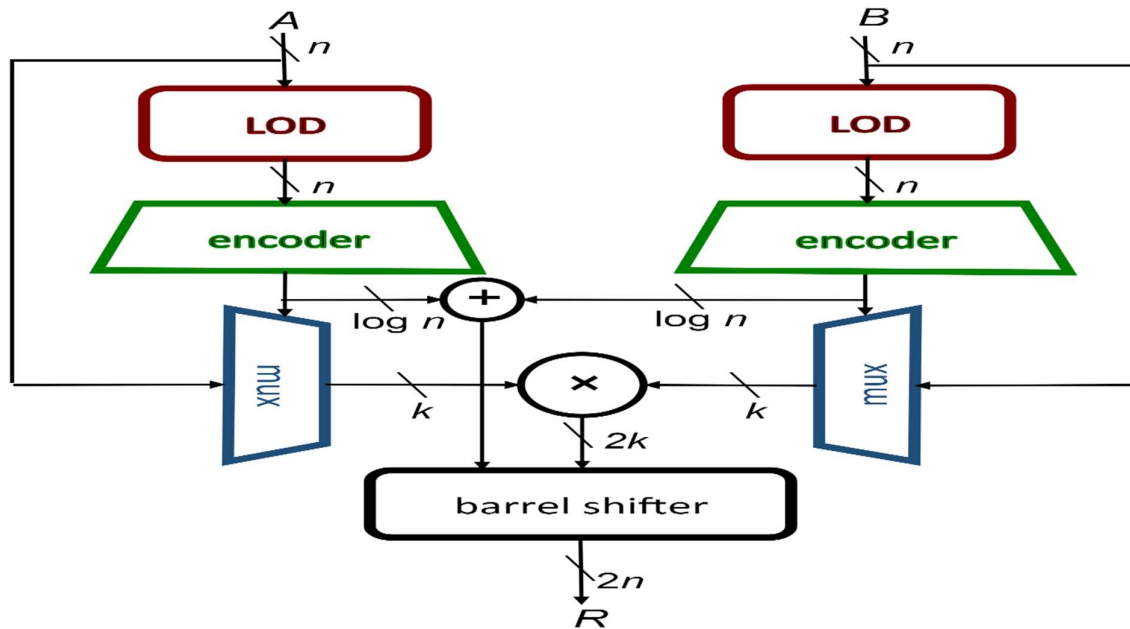 A B
n n
LOD LOD
n n
encoder encoder
+
log n log n
mux × mux
k k
2k
barrel shifter
2n
R